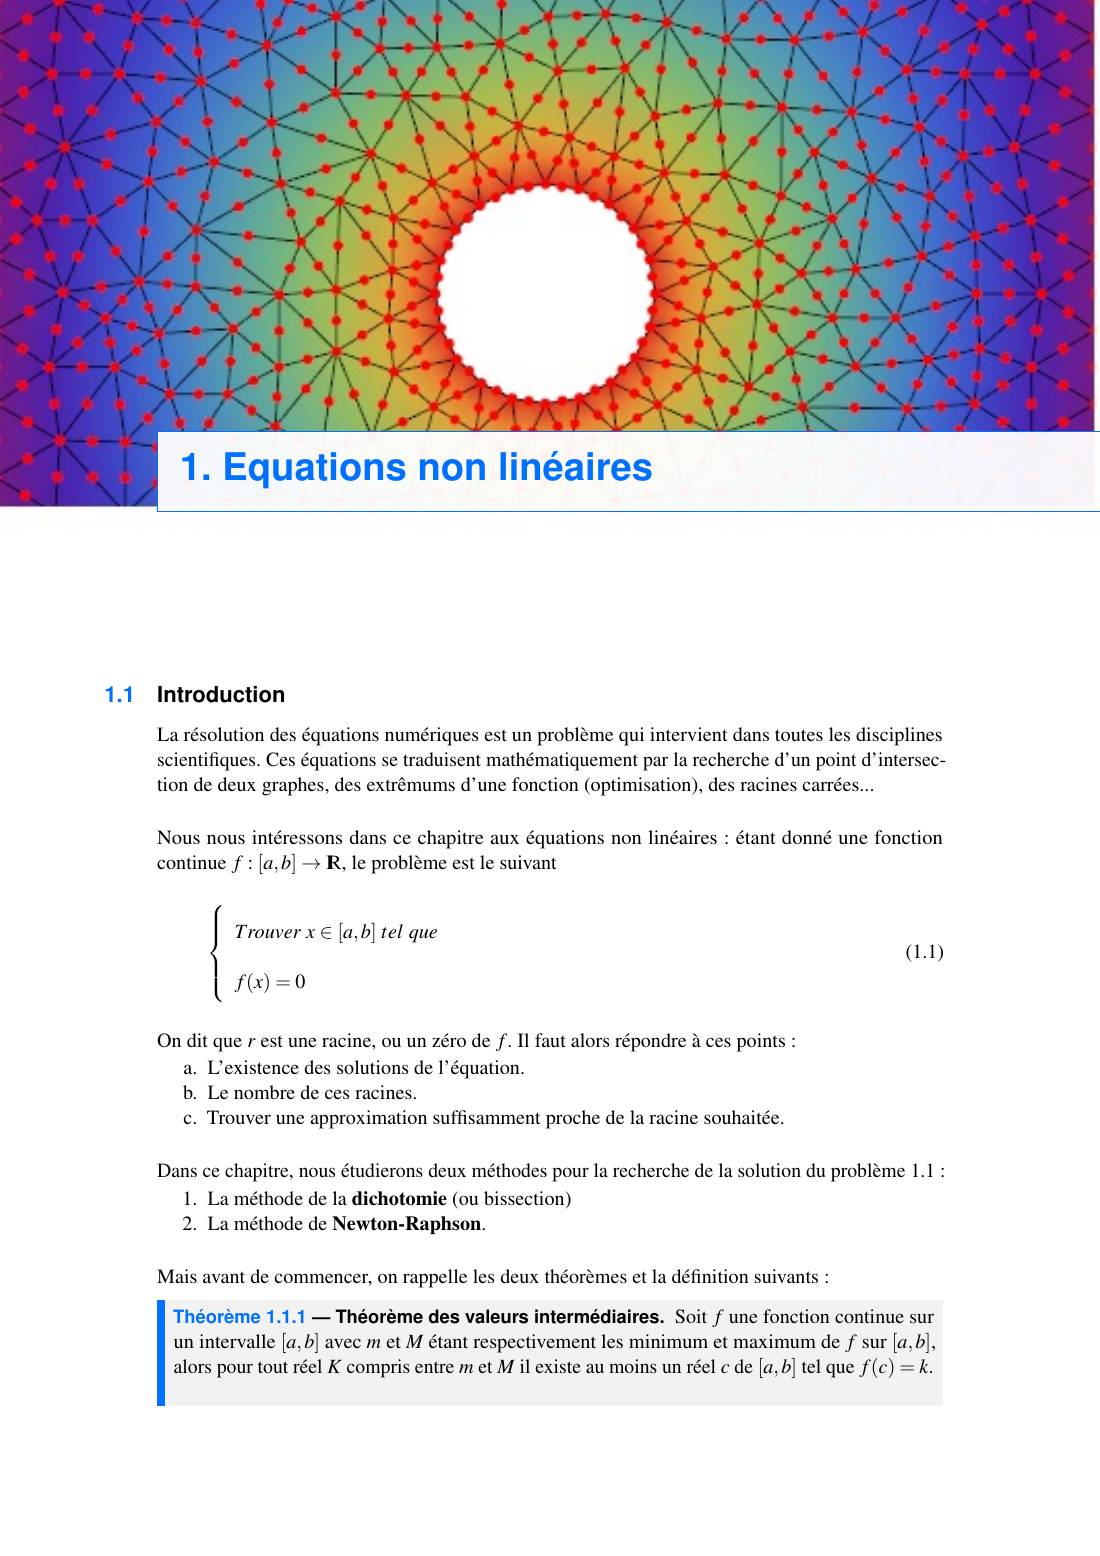 1. Equations non linéaires
1.1 Introduction
La résolution des équations numériques est un problème qui intervient dans toutes les disciplines
scientifiques. Ces équations se traduisent mathématiquement par la recherche d'un point d'intersec-
tion de deux graphes, des extrêmums d'une fonction (optimisation), des racines carrées...
Nous nous intéressons dans ce chapitre aux équations non linéaires : étant donné une fonction
continue f : [a,b] → R, le problème est le suivant
Trouver x ∈ [a,b] tel que
(1.1)
f(x) = 0
On dit que r est une racine, ou un zéro de f. Il faut alors répondre à ces points :
a. L'existence des solutions de l'équation.
b. Le nombre de ces racines.
c. Trouver une approximation suffisamment proche de la racine souhaitée.
Dans ce chapitre, nous étudierons deux méthodes pour la recherche de la solution du problème 1.1 :
1. La méthode de la dichotomie (ou bissection)
2. La méthode de Newton-Raphson.
Mais avant de commencer, on rappelle les deux théorèmes et la définition suivants :
Théorème 1.1.1 — Théorème des valeurs intermédiaires. Soit f une fonction continue sur
un intervalle [a,b] avec m et M étant respectivement les minimum et maximum de f sur [a,b],
alors pour tout réel K compris entre m et M il existe au moins un réel c de [a,b] tel que f(c) = k.